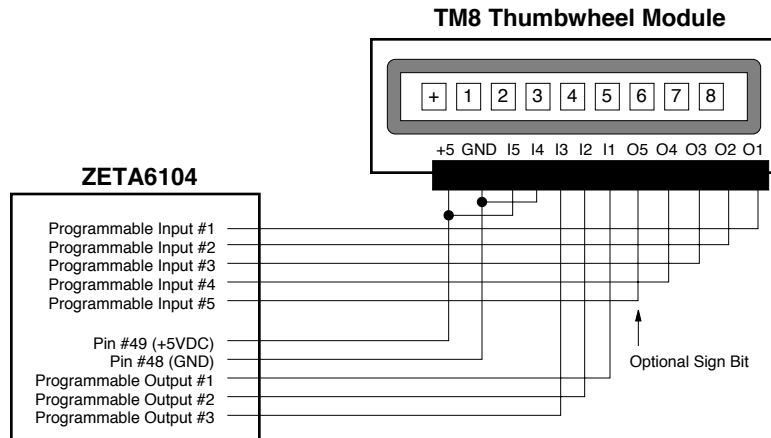 TM8 Thumbwheel Module
+ 1 2 3 4 5 6 7 8
+5 GND I5 I4 I3 I2 I1 O5 O4 O3 O2 O1
ZETA6104
Programmable Input #1
Programmable Input #2
Programmable Input #3
Programmable Input #4
Programmable Input #5
Pin #49 (+5VDC)
Pin #48 (GND)
Optional Sign Bit
Programmable Output #1
Programmable Output #2
Programmable Output #3